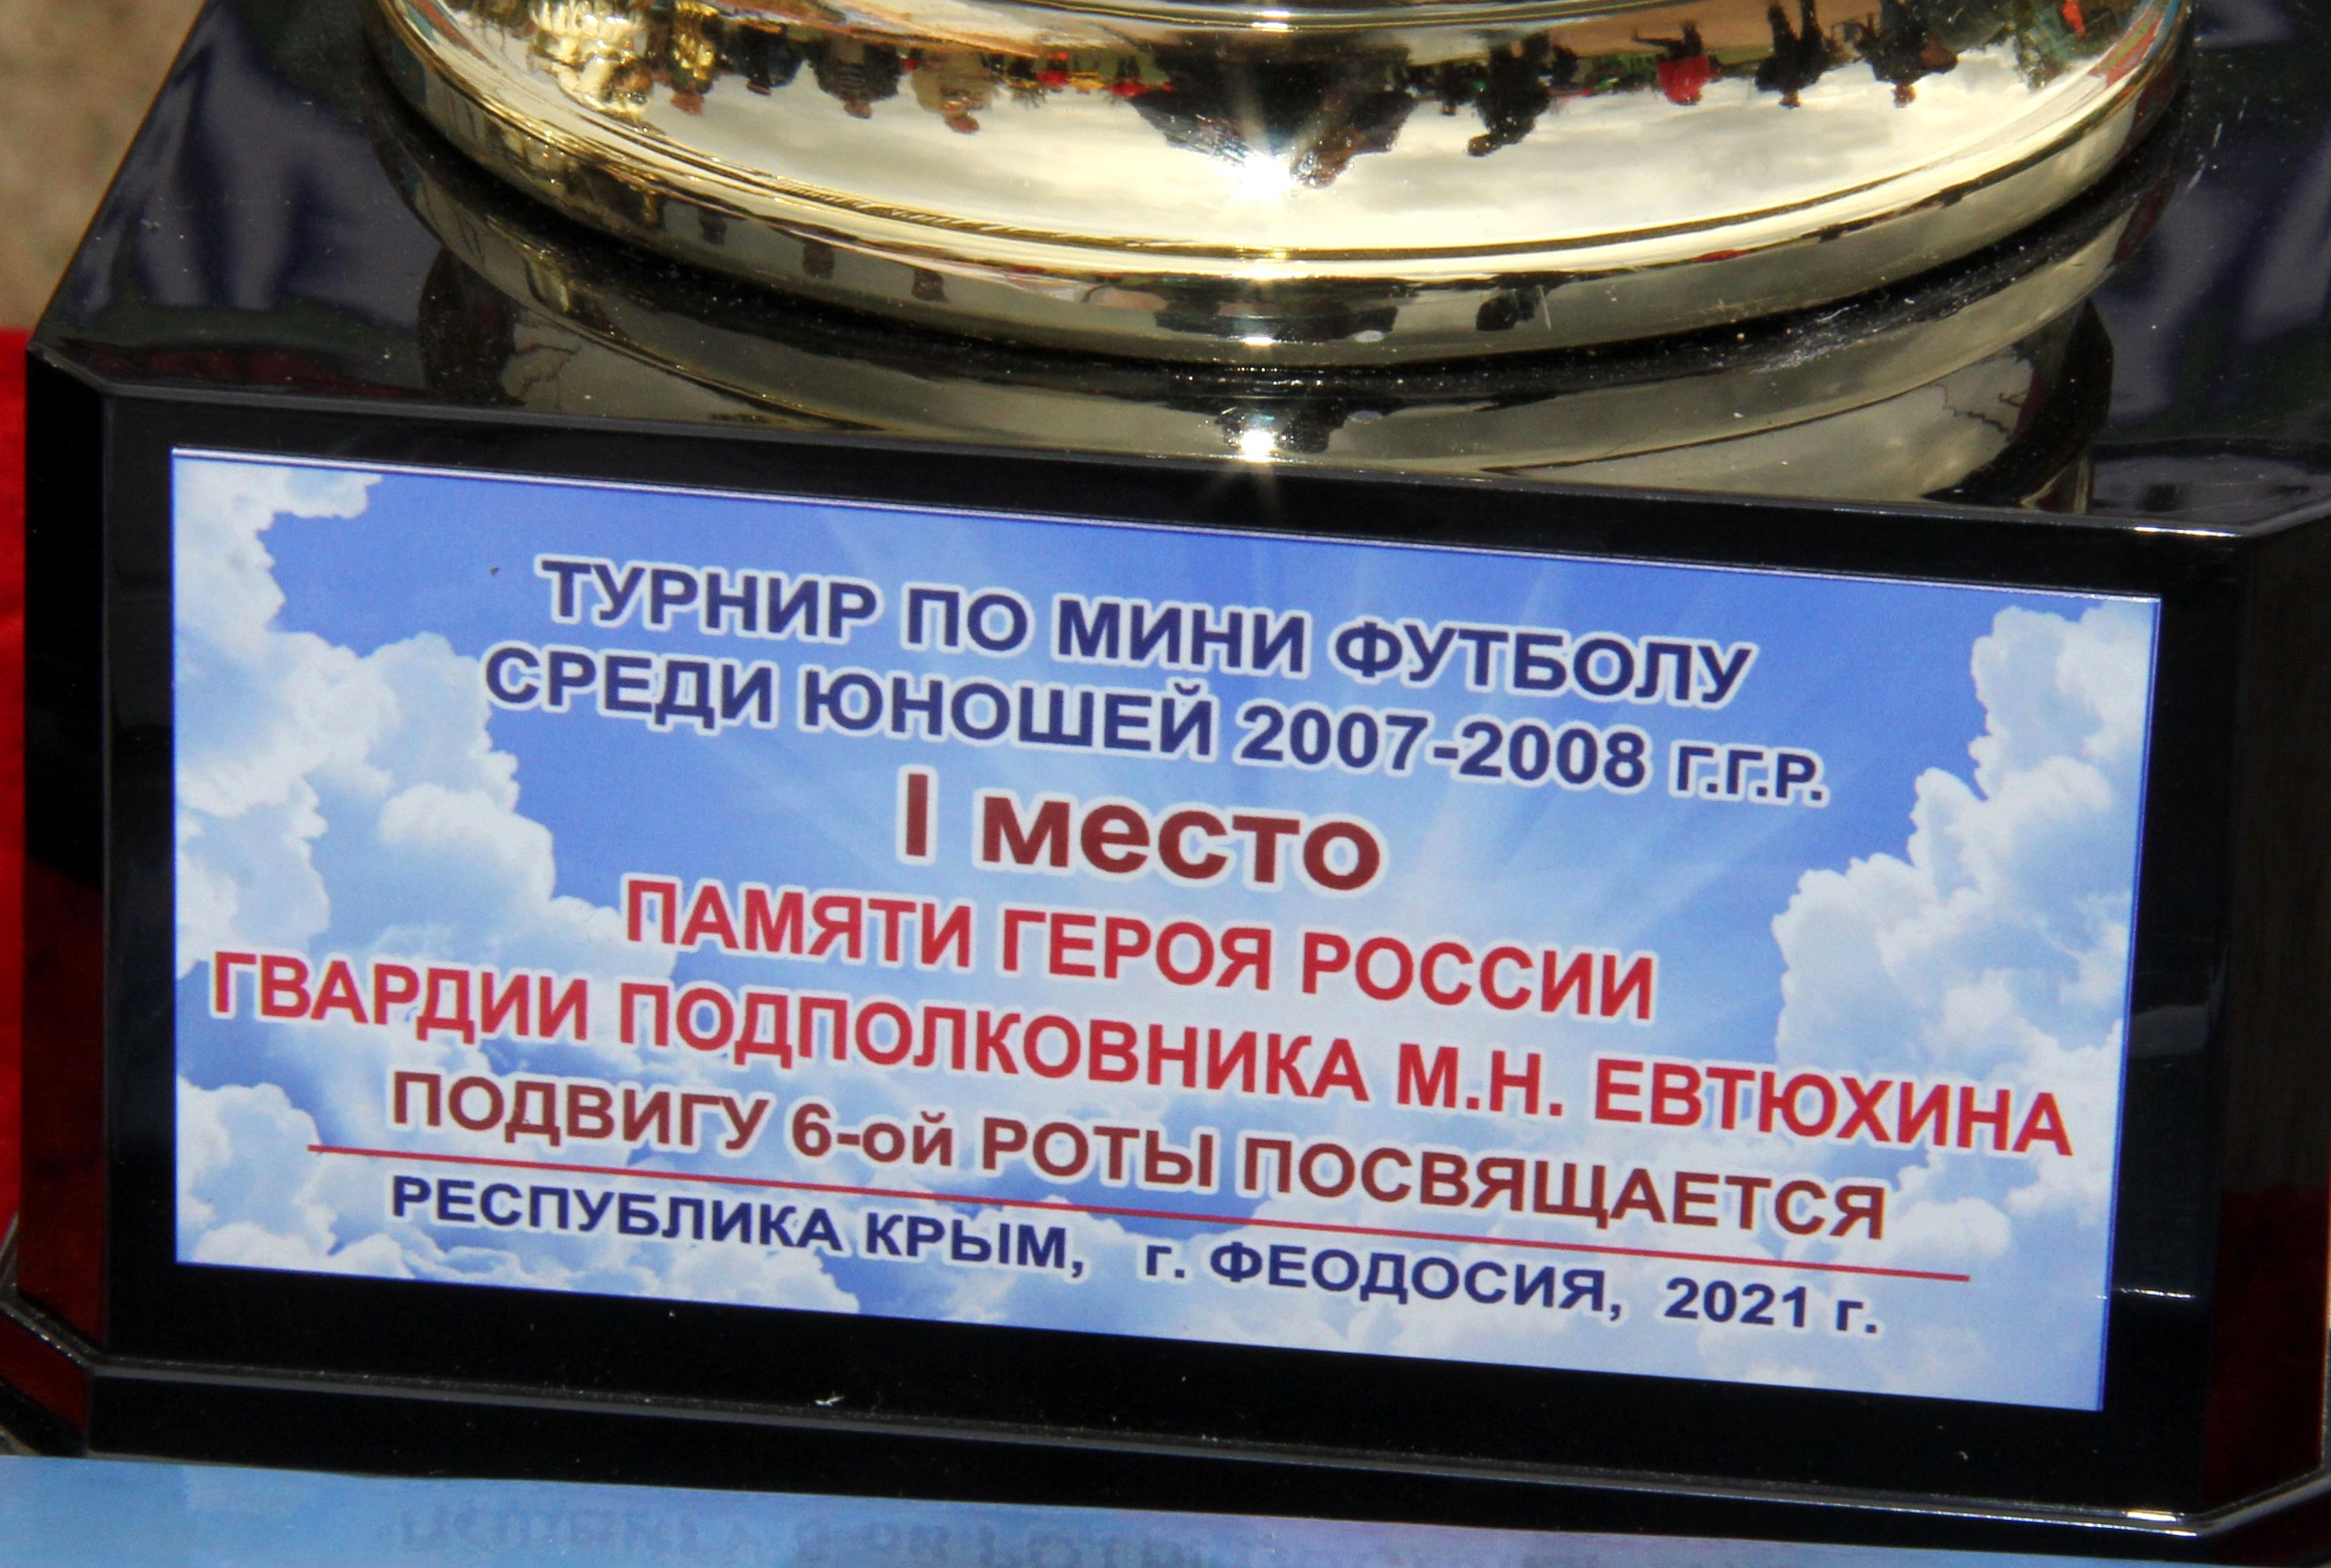 ТУРНИР ПО МИНИ ФУТБОЛУ
СРЕДИ ЮНОШЕЙ 2007-2008 Г.Г.Р.
I место
ПАМЯТИ ГЕРОЯ РОССИИ
ГВАРДИИ ПОДПОЛКОВНИКА М.Н. ЕВТЮХИНА
ПОДВИГУ 6-ой РОТЫ ПОСВЯЩАЕТСЯ
РЕСПУБЛИКА КРЫМ, г. ФЕОДОСИЯ, 2021 г.